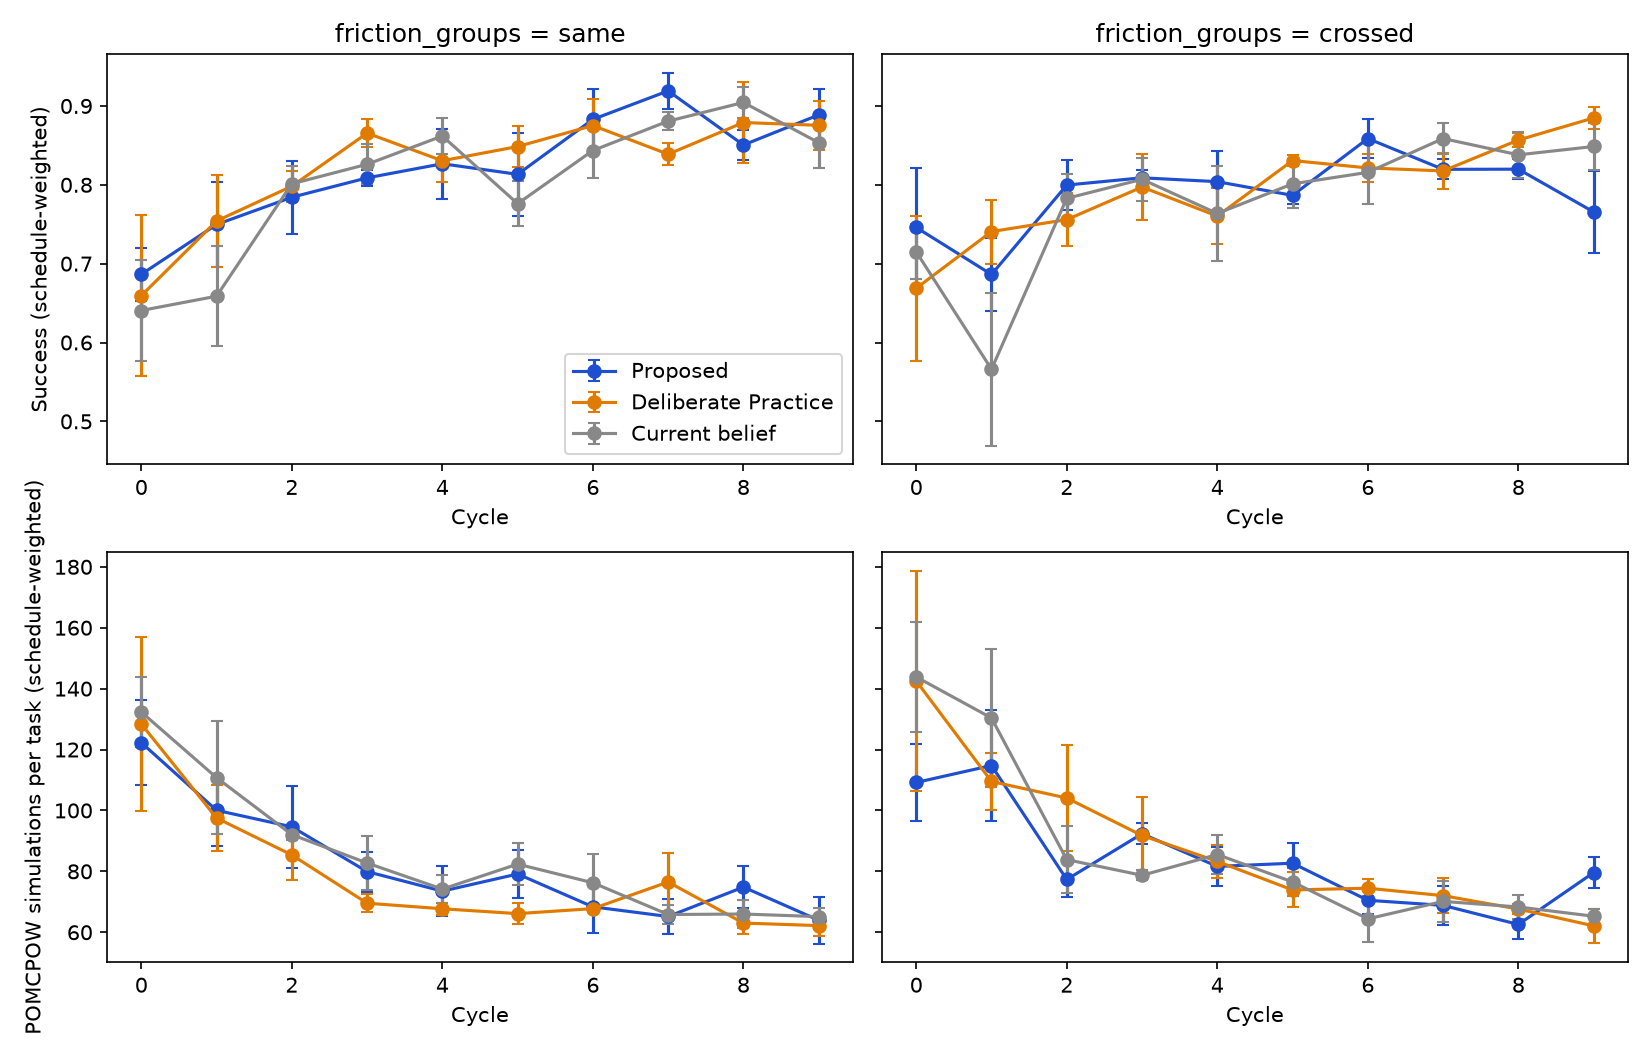 friction_groups = same
friction_groups = crossed
Success (schedule-weighted)
0.9
0.8
0.7
0.6
0.5
Proposed
Deliberate Practice
Current belief
0 2 4 6 8
0 2 4 6 8
Cycle
Cycle
POMCPOW simulations per task (schedule-weighted)
180
160
140
120
100
80
60
0 2 4 6 8
0 2 4 6 8
Cycle
Cycle